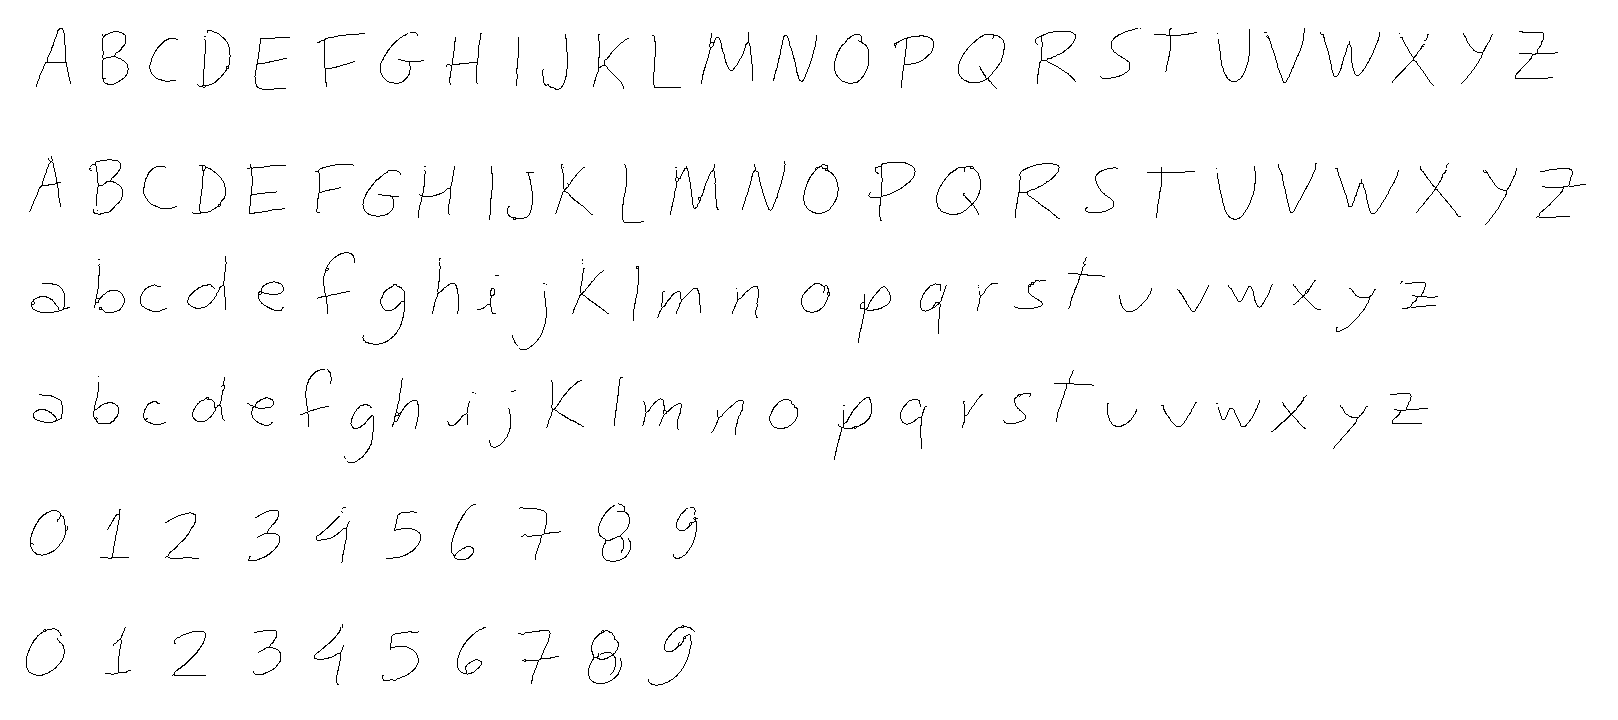 A B C D E F G H I J K L M N O P Q R S T U V W X Y Z
A B C D E F G H I J K L M N O P Q R S T U V W X Y Z
a b c d e f g h i j k l m n o p q r s t u v w x y z
a b c d e f g h i j k l m n o p q r s t u v w x y z
0 1 2 3 4 5 6 7 8 9
0 1 2 3 4 5 6 7 8 9